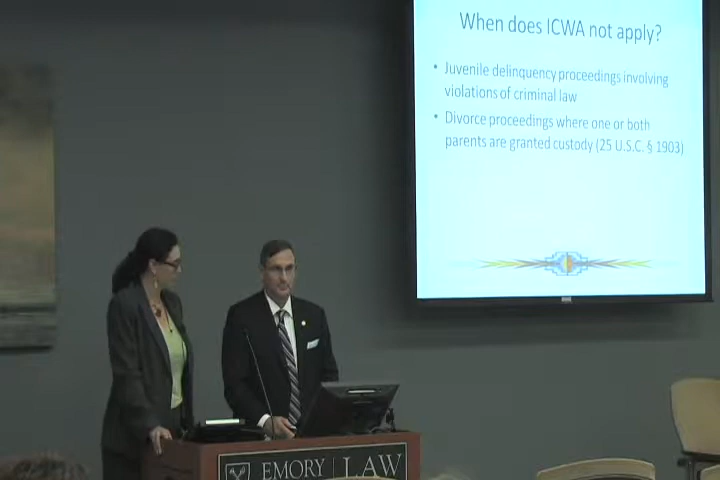 When does ICWA not apply?
• Juvenile delinquency proceedings involving
violations of criminal law
• Divorce proceedings where one or both
parents are granted custody (25 U.S.C. § 1903)
EMORY | LAW